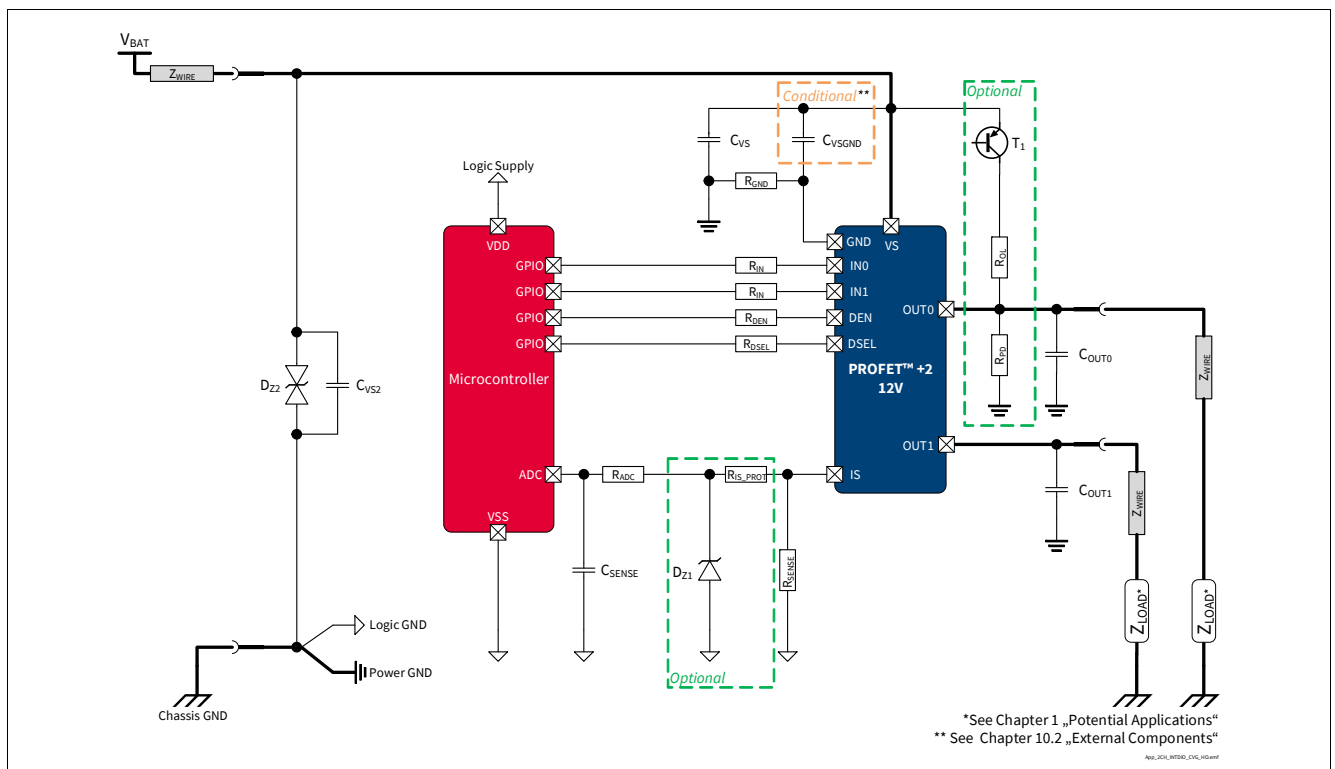 VBAT
ZWIRE
Conditional**
Optional
CVS
CVSGND
T1
Logic Supply
RGND
VDD
GND
VS
GPIO
RIN
IN0
ROL
GPIO
RIN
IN1
GPIO
RDEN
DEN
OUT0
GPIO
RDSEL
DSEL
RPD
COUT0
ZWIRE
PROFET™ +2
12V
Microcontroller
DZ2
CVS2
OUT1
ADC
RADC
RIS_PROT
IS
COUT1
ZWIRE
VSS
CSENSE
DZ1
RSENSE
ZLOAD*
ZLOAD*
Logic GND
Power GND
Optional
Chassis GND
*See Chapter 1 „Potential Applications“
** See Chapter 10.2 „External Components“
App_2CH_INTDIO_CVG_HO.emf